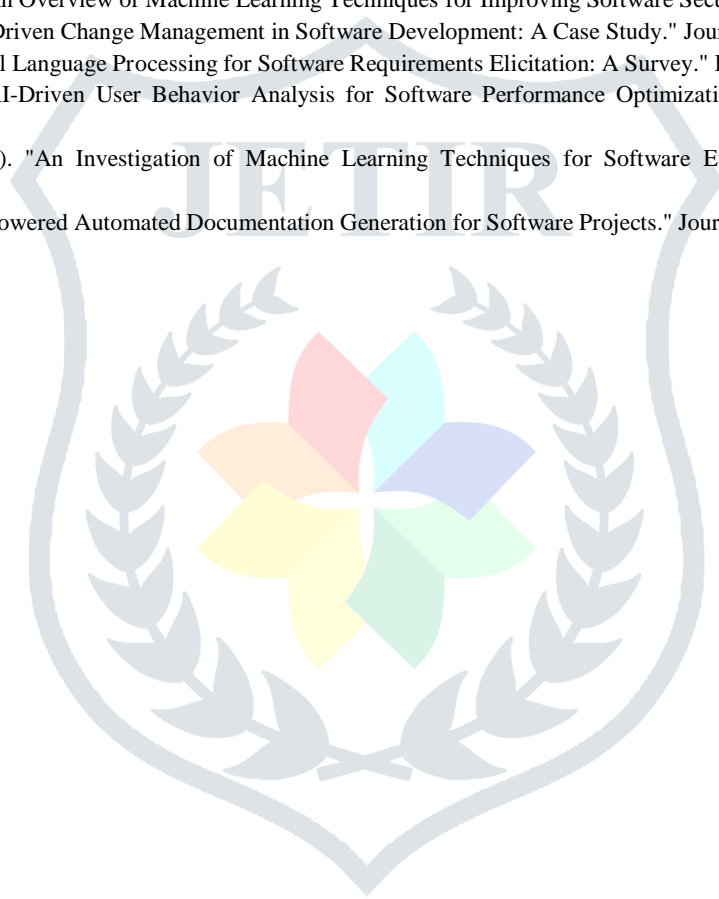 n Overview of Machine Learning Techniques for Improving Software Secu
Driven Change Management in Software Development: A Case Study." Jour
l Language Processing for Software Requirements Elicitation: A Survey."
AI-Driven User Behavior Analysis for Software Performance Optimizati
). "An Investigation of Machine Learning Techniques for Software E
JETIR
owered Automated Documentation Generation for Software Projects." Jour